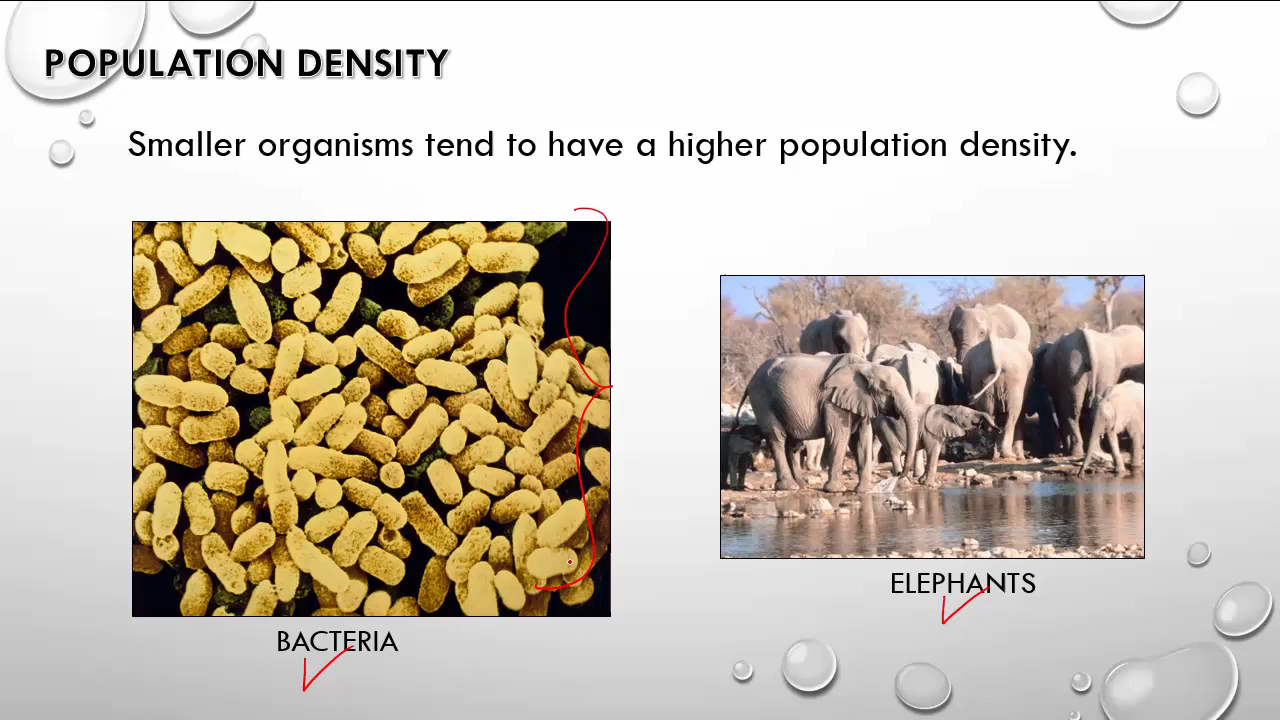 POPULATION DENSITY
Smaller organisms tend to have a higher population density.
BACTERIA
ELEPHANTS